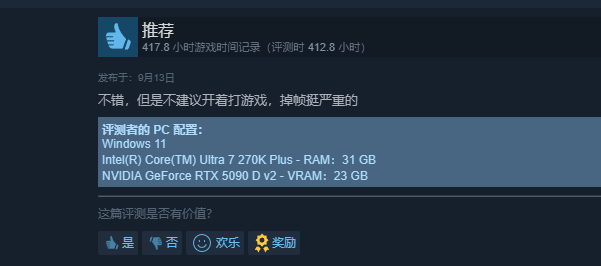 推荐
417.8 小时游戏时间记录（评测时 412.8 小时）
发布于：9月13日
不错，但是不建议开着打游戏，掉帧挺严重的
评测者的 PC 配置：
Windows 11
Intel(R) Core(TM) Ultra 7 270K Plus - RAM：31 GB
NVIDIA GeForce RTX 5090 D v2 - VRAM：23 GB
这篇评测是否有价值？
是 否 欢乐 奖励